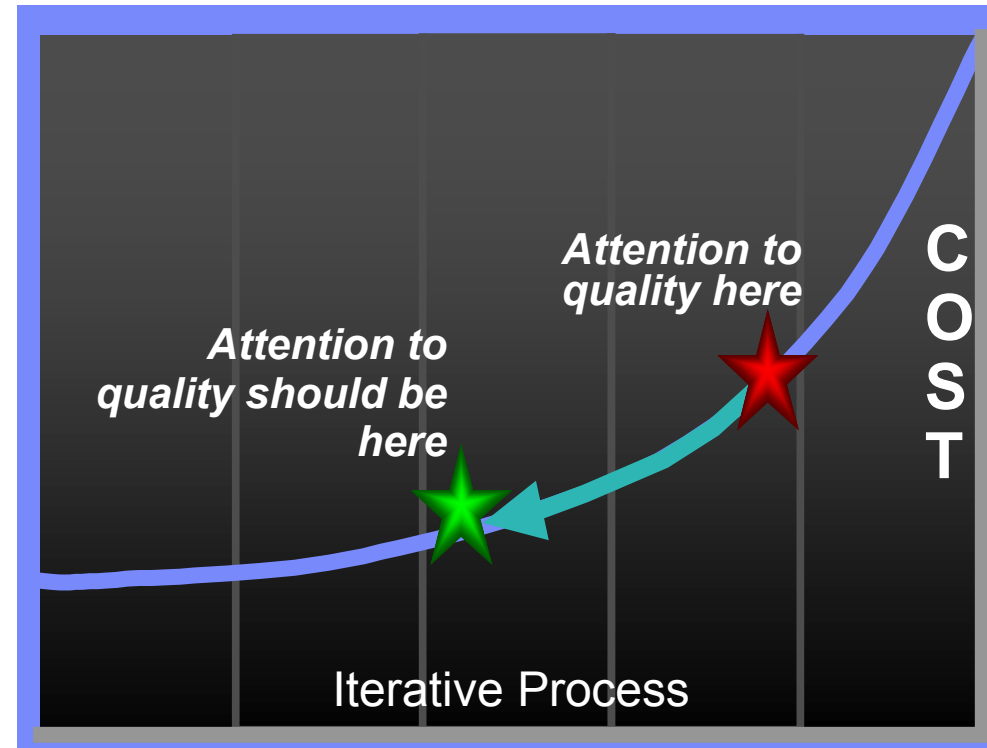 Attention to
quality here
Attention to
quality should be
here
C
O
S
T
Iterative Process